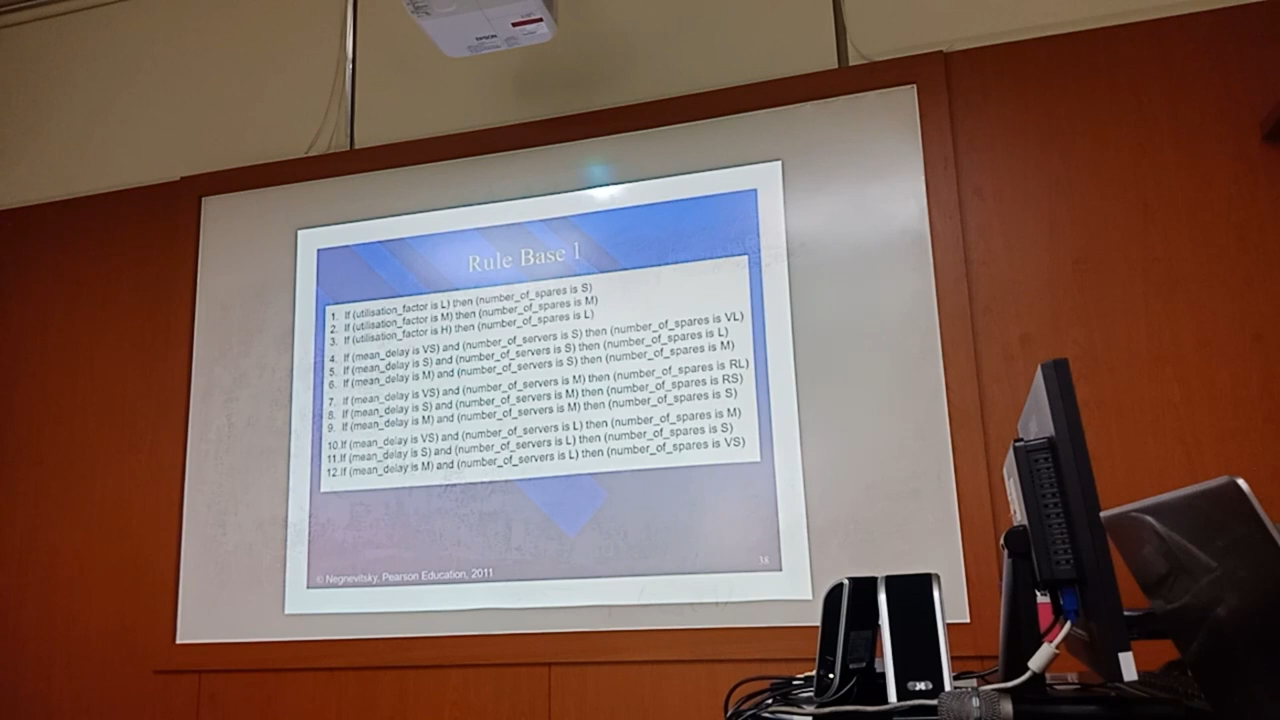 EPSON
Rule Base 1
1. If (utilisation_factor is L) then (number_of_spares is S)
2. If (utilisation_factor is M) then (number_of_spares is M)
3. If (utilisation_factor is H) then (number_of_spares is L)
4. If (mean_delay is VS) and (number_of_servers is S) then (number_of_spares is VL)
5. If (mean_delay is S) and (number_of_servers is S) then (number_of_spares is L)
6. If (mean_delay is M) and (number_of_servers is S) then (number_of_spares is M)
7. If (mean_delay is VS) and (number_of_servers is M) then (number_of_spares is RL)
8. If (mean_delay is S) and (number_of_servers is M) then (number_of_spares is RS)
9. If (mean_delay is M) and (number_of_servers is M) then (number_of_spares is S)
10.If (mean_delay is VS) and (number_of_servers is L) then (number_of_spares is M)
11.If (mean_delay is S) and (number_of_servers is L) then (number_of_spares is S)
12.If (mean_delay is M) and (number_of_servers is L) then (number_of_spares is VS)
© Negnevitsky, Pearson Education, 2011